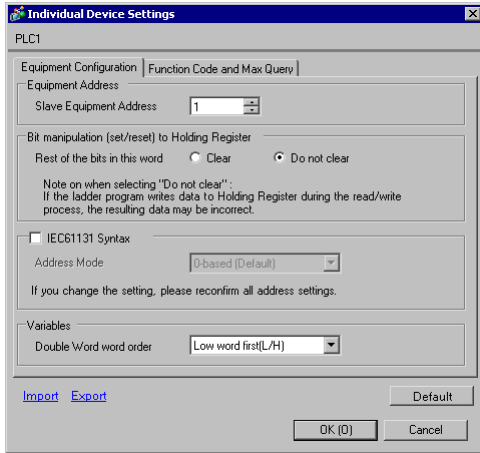 Individual Device Settings
PLC1
Equipment Configuration Function Code and Max Query
Equipment Address
Slave Equipment in Address 1
Bit manipulation (set/reset) to Holding Register
Rest of the bits in this word Clear Do not clear
Note on when selecting "Do not clear" :
If the ladder program writes data to Holding Register during the read/write
process, the resulting data may be incorrect.
IEC61131 Syntax
Address Mode 0-based (Default)
If you change the setting, please reconfirm all address settings.
Variables
Double Word word order Low word first(L/H)
Import Export Default
OK (O) Cancel